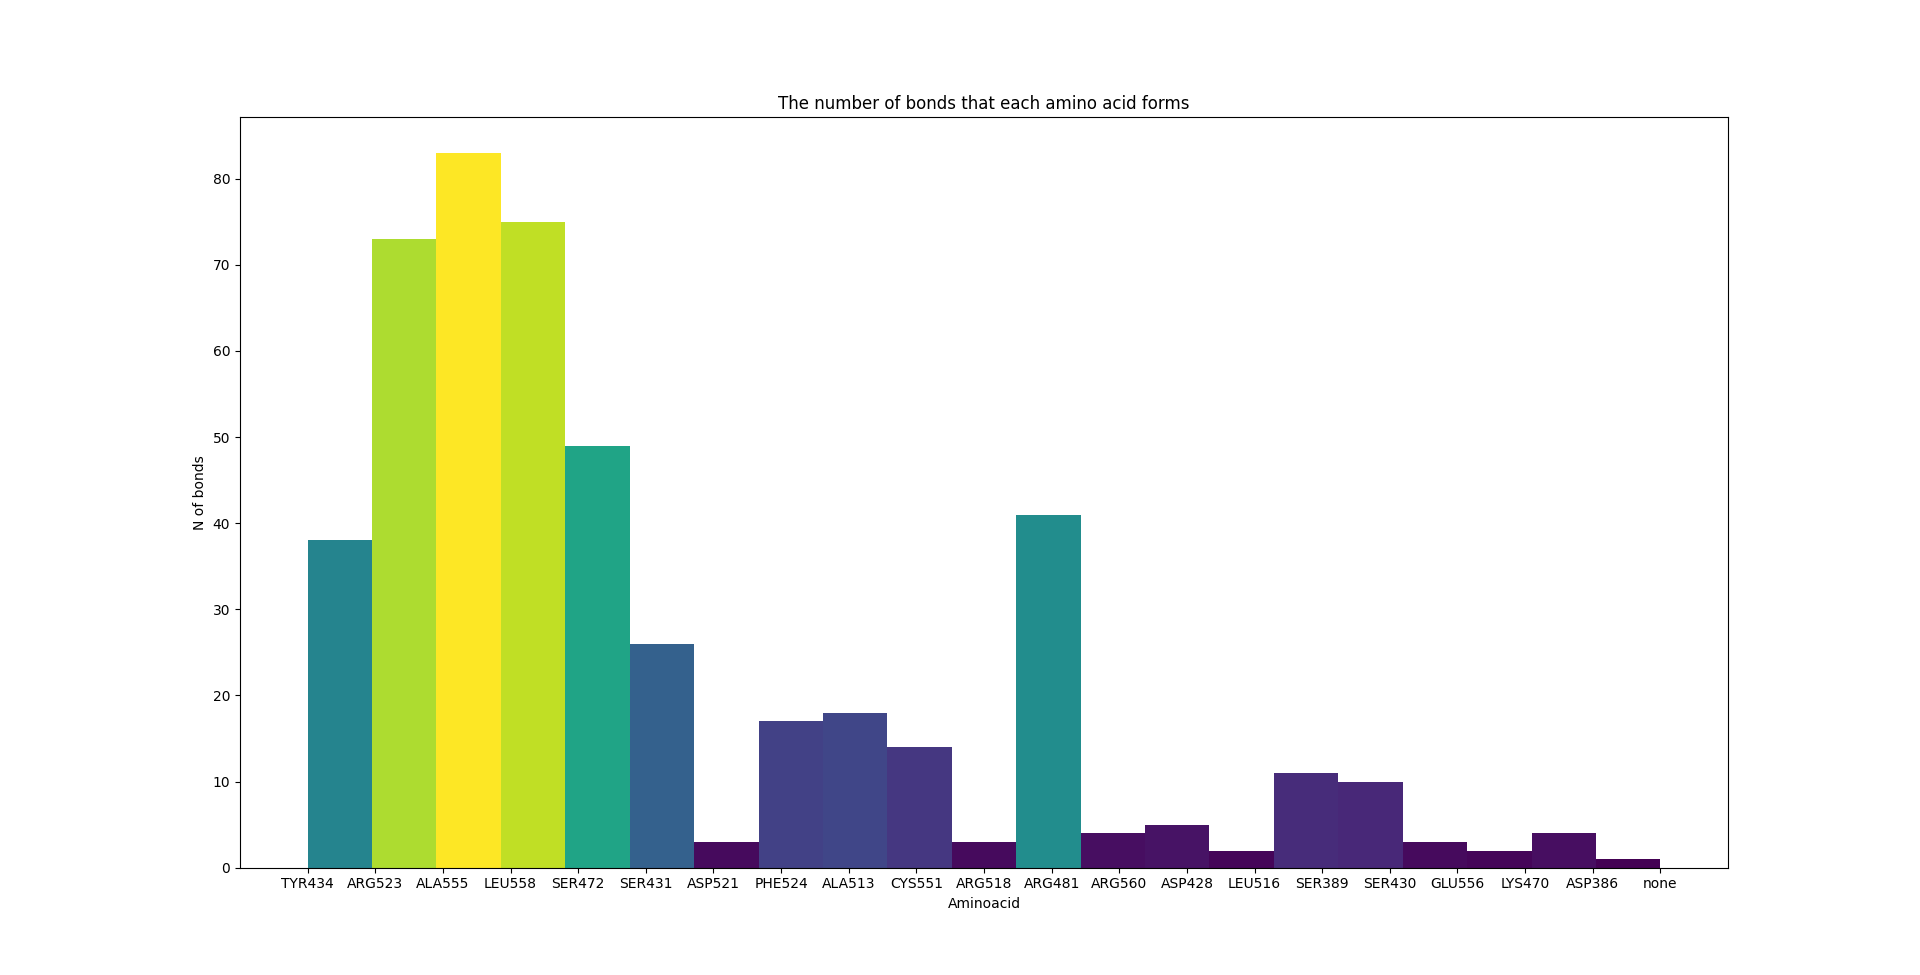 The number of bonds that each amino acid forms
80
70
60
50
40
30
20
10
0
N of bonds
TYR434 ARG523 ALA555 LEU558 SER472 SER431 ASP521 PHE524 ALA513 CYS551 ARG518 ARG481 ARG560 ASP428 LEU516 SER389 SER430 GLU556 LYS470 ASP386 none
Aminoacid